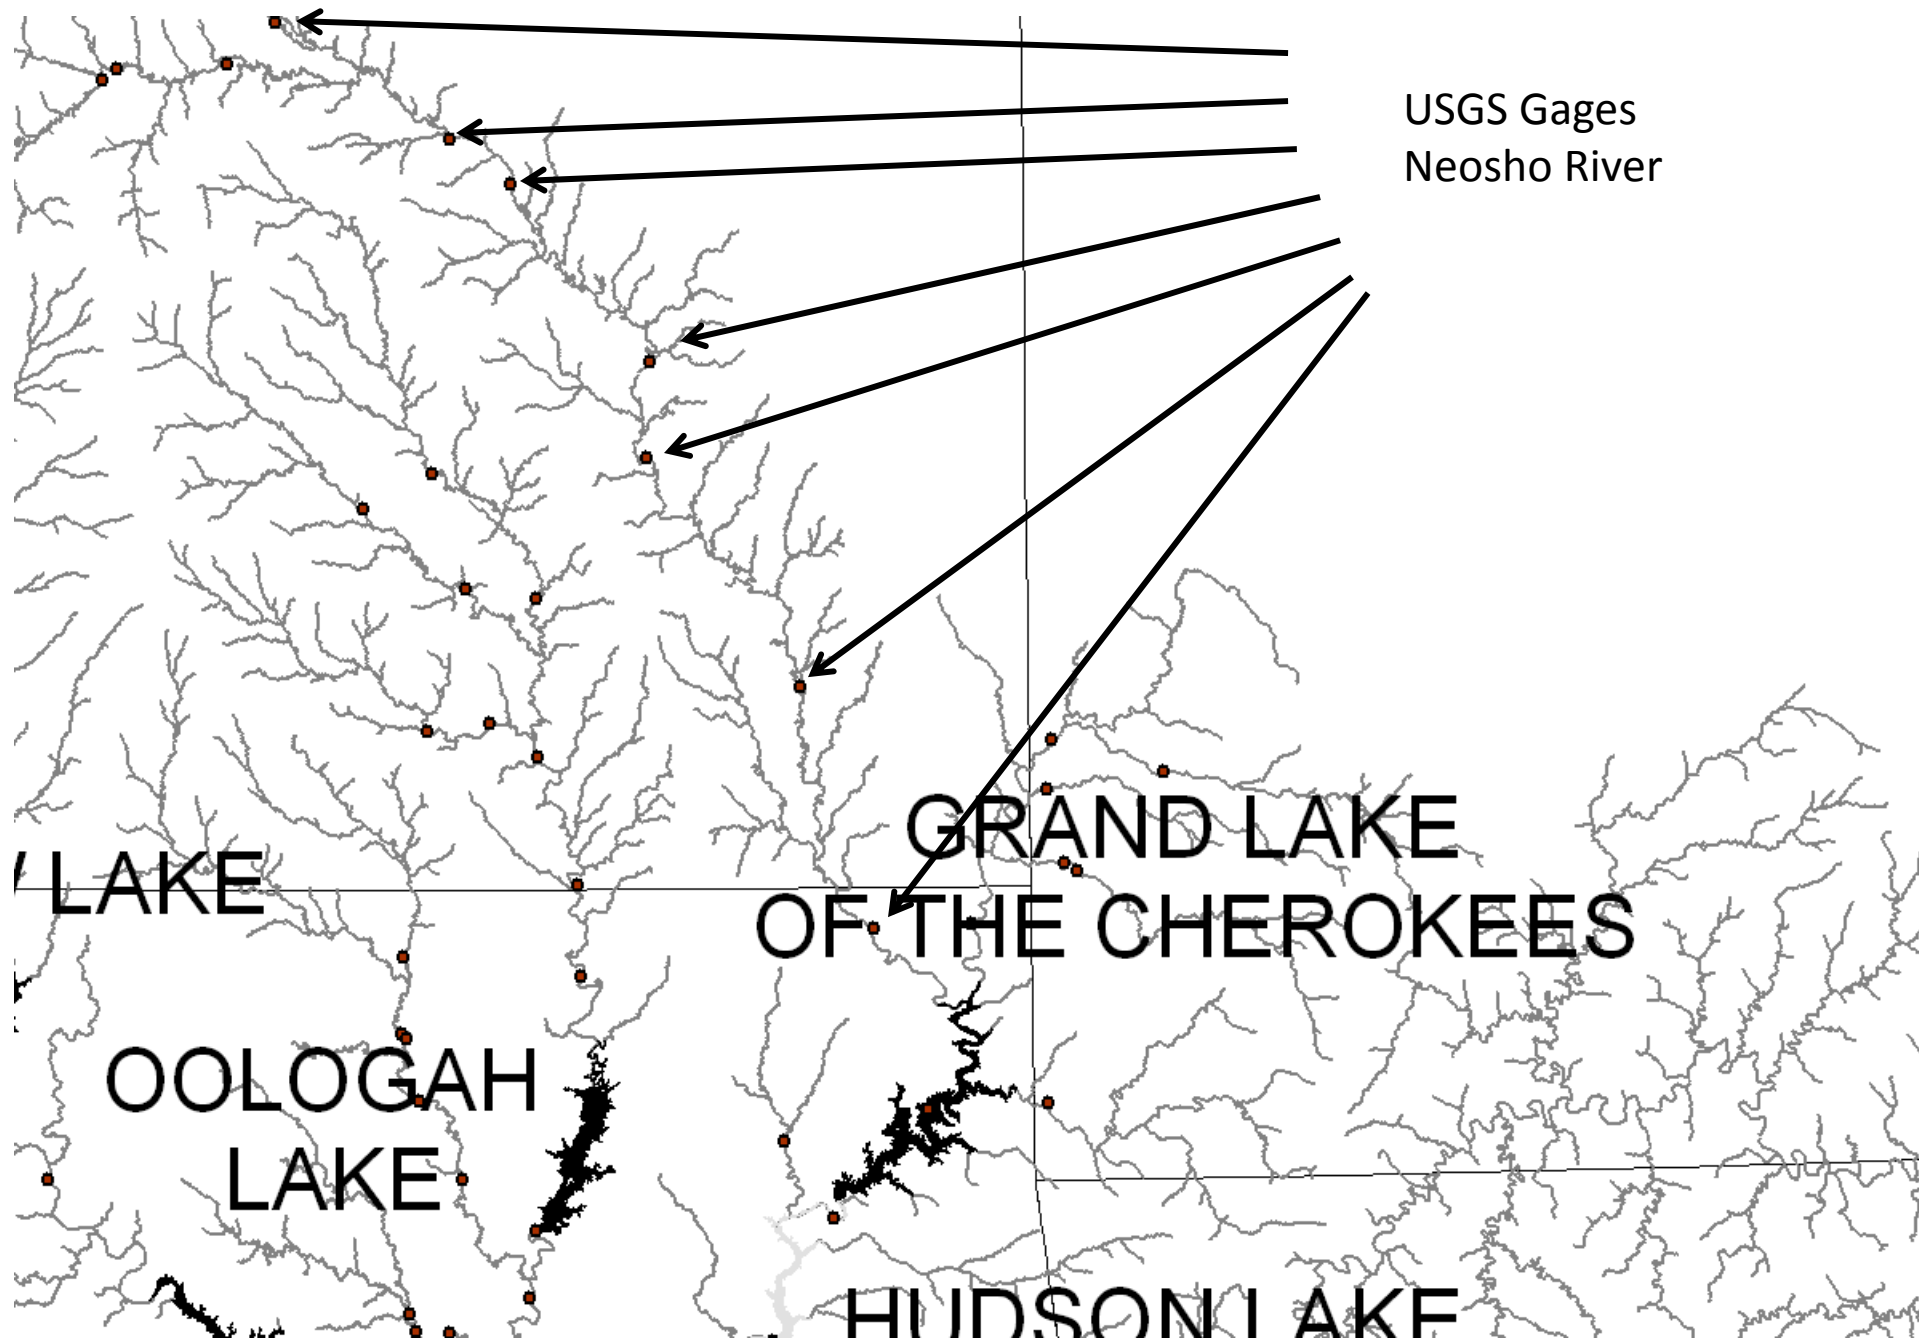 USGS Gages
Neosho River
GRAND LAKE
LAKE
OF THE CHEROKEES
OOLOGAH
LAKE
HUDSON LAKE